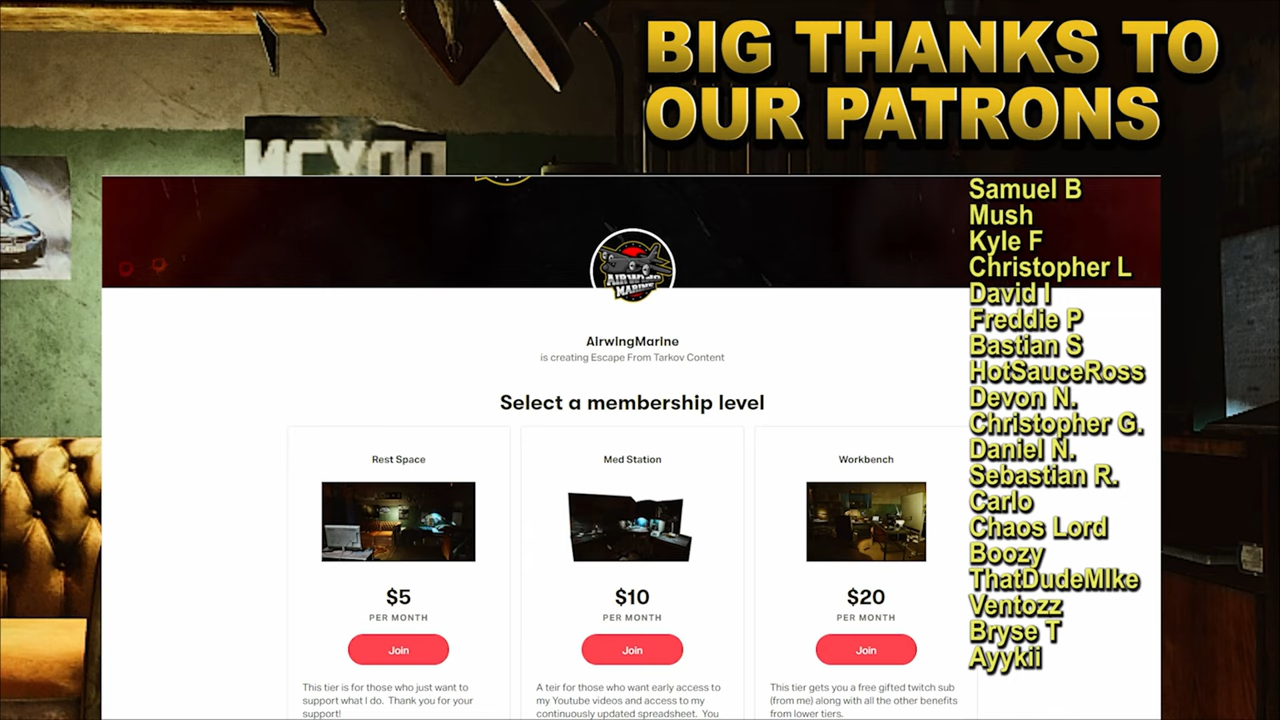 BIG THANKS TO
OUR PATRONS
AIRWING
MARINE
AirwingMarine
is creating Escape From Tarkov Content
Select a membership level
Rest Space
$5
PER MONTH
Join
This tier is for those who just want to
support what I do. Thank you for your
support!
Med Station
$10
PER MONTH
Join
A teir for those who want early access to
my Youtube videos and access to my
continuously updated spreadsheet. You
Workbench
$20
PER MONTH
Join
This tier gets you a free gifted twitch sub
(from me) along with all the other benefits
from lower tiers.
Samuel B
Mush
Kyle F
Christopher L
David I
Freddie P
Bastian S
HotSauceRoss
Devon N.
Christopher G.
Daniel N.
Sebastian R.
Carlo
Chaos Lord
Boozy
ThatDudeMIke
Ventozz
Bryse T
Ayykii